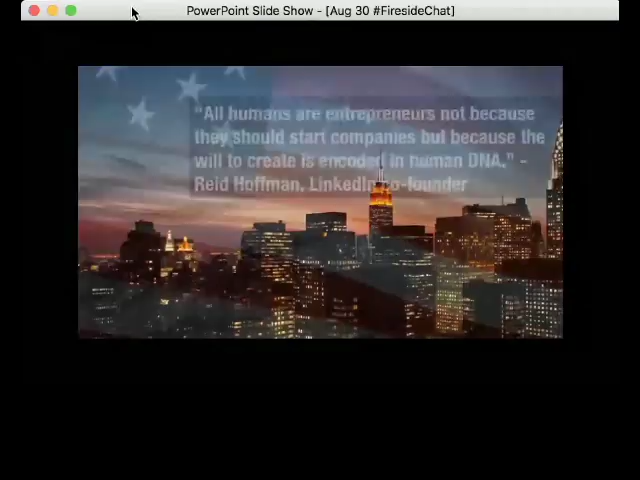 PowerPoint Slide Show - [Aug 30 #FiresideChat]
"All humans are entrepreneurs not because
they should start companies but because the
will to create is encoded in human DNA." -
Reid Hoffman, LinkedIn co-founder